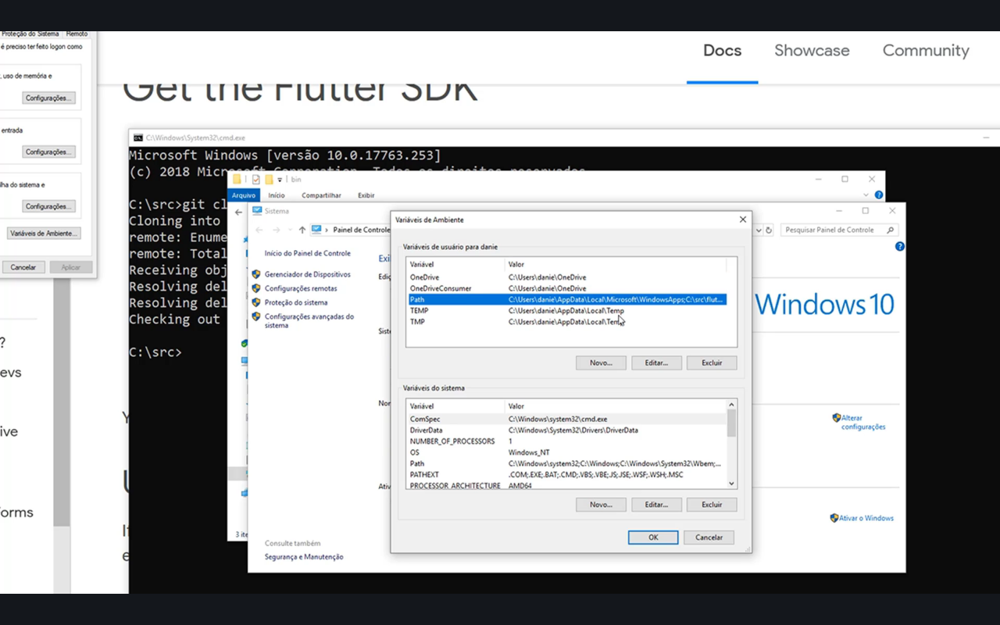 Proteção do Sistema Remoto
é preciso ter feito logon como
, uso de memória e
Configurações...
entrada
Configurações...
lha do sistema e
Configurações...
Variáveis de Ambiente...
Cancelar Aplicar
Docs Showcase Community
Get the Flutter SDK
C:\Windows\System32\cmd.exe
Microsoft Windows [versão 10.0.17763.253]
(c) 2018 Microsoft Corporation. Todos os direitos reservados
C:\src>git cl
Cloning into
remote: Enume
remote: Total
Receiving obj
Resolving del
Resolving del
Checking out
C:\src>
bin
Arquivo Início Compartilhar Exibir
3 ite
Sistema
Painel de Controle
Pesquisar Painel de Controle
Início do Painel de Controle
Gerenciador de Dispositivos
Configurações remotas
Proteção do sistema
Configurações avançadas do
sistema
Consulte também
Segurança e Manutenção
Exi
Ediç
Siste
Nor
Ativ
Windows 10
Alterar
configurações
Ativar o Windows
Variáveis de Ambiente
Variáveis de usuário para danie
Variável Valor
OneDrive C:\Users\danie\OneDrive
OneDriveConsumer C:\Users\danie\OneDrive
Path C:\Users\danie\AppData\Local\Microsoft\WindowsApps;C:\src\flut...
TEMP C:\Users\danie\AppData\Local\Temp
TMP C:\Users\danie\AppData\Local\Temp
Novo... Editar... Excluir
Variáveis do sistema
Variável Valor
ComSpec C:\Windows\system32\cmd.exe
DriverData C:\Windows\System32\Drivers\DriverData
NUMBER_OF_PROCESSORS 1
OS Windows_NT
Path C:\Windows\system32;C:\Windows;C:\Windows\System32\Wbem;...
PATHEXT .COM;.EXE;.BAT;.CMD;.VBS;.VBE;.JS;.JSE;.WSF;.WSH;.MSC
PROCESSOR_ARCHITECTURE AMD64
Novo... Editar... Excluir
OK Cancelar
?
evs
ive
orms
Y
It
e